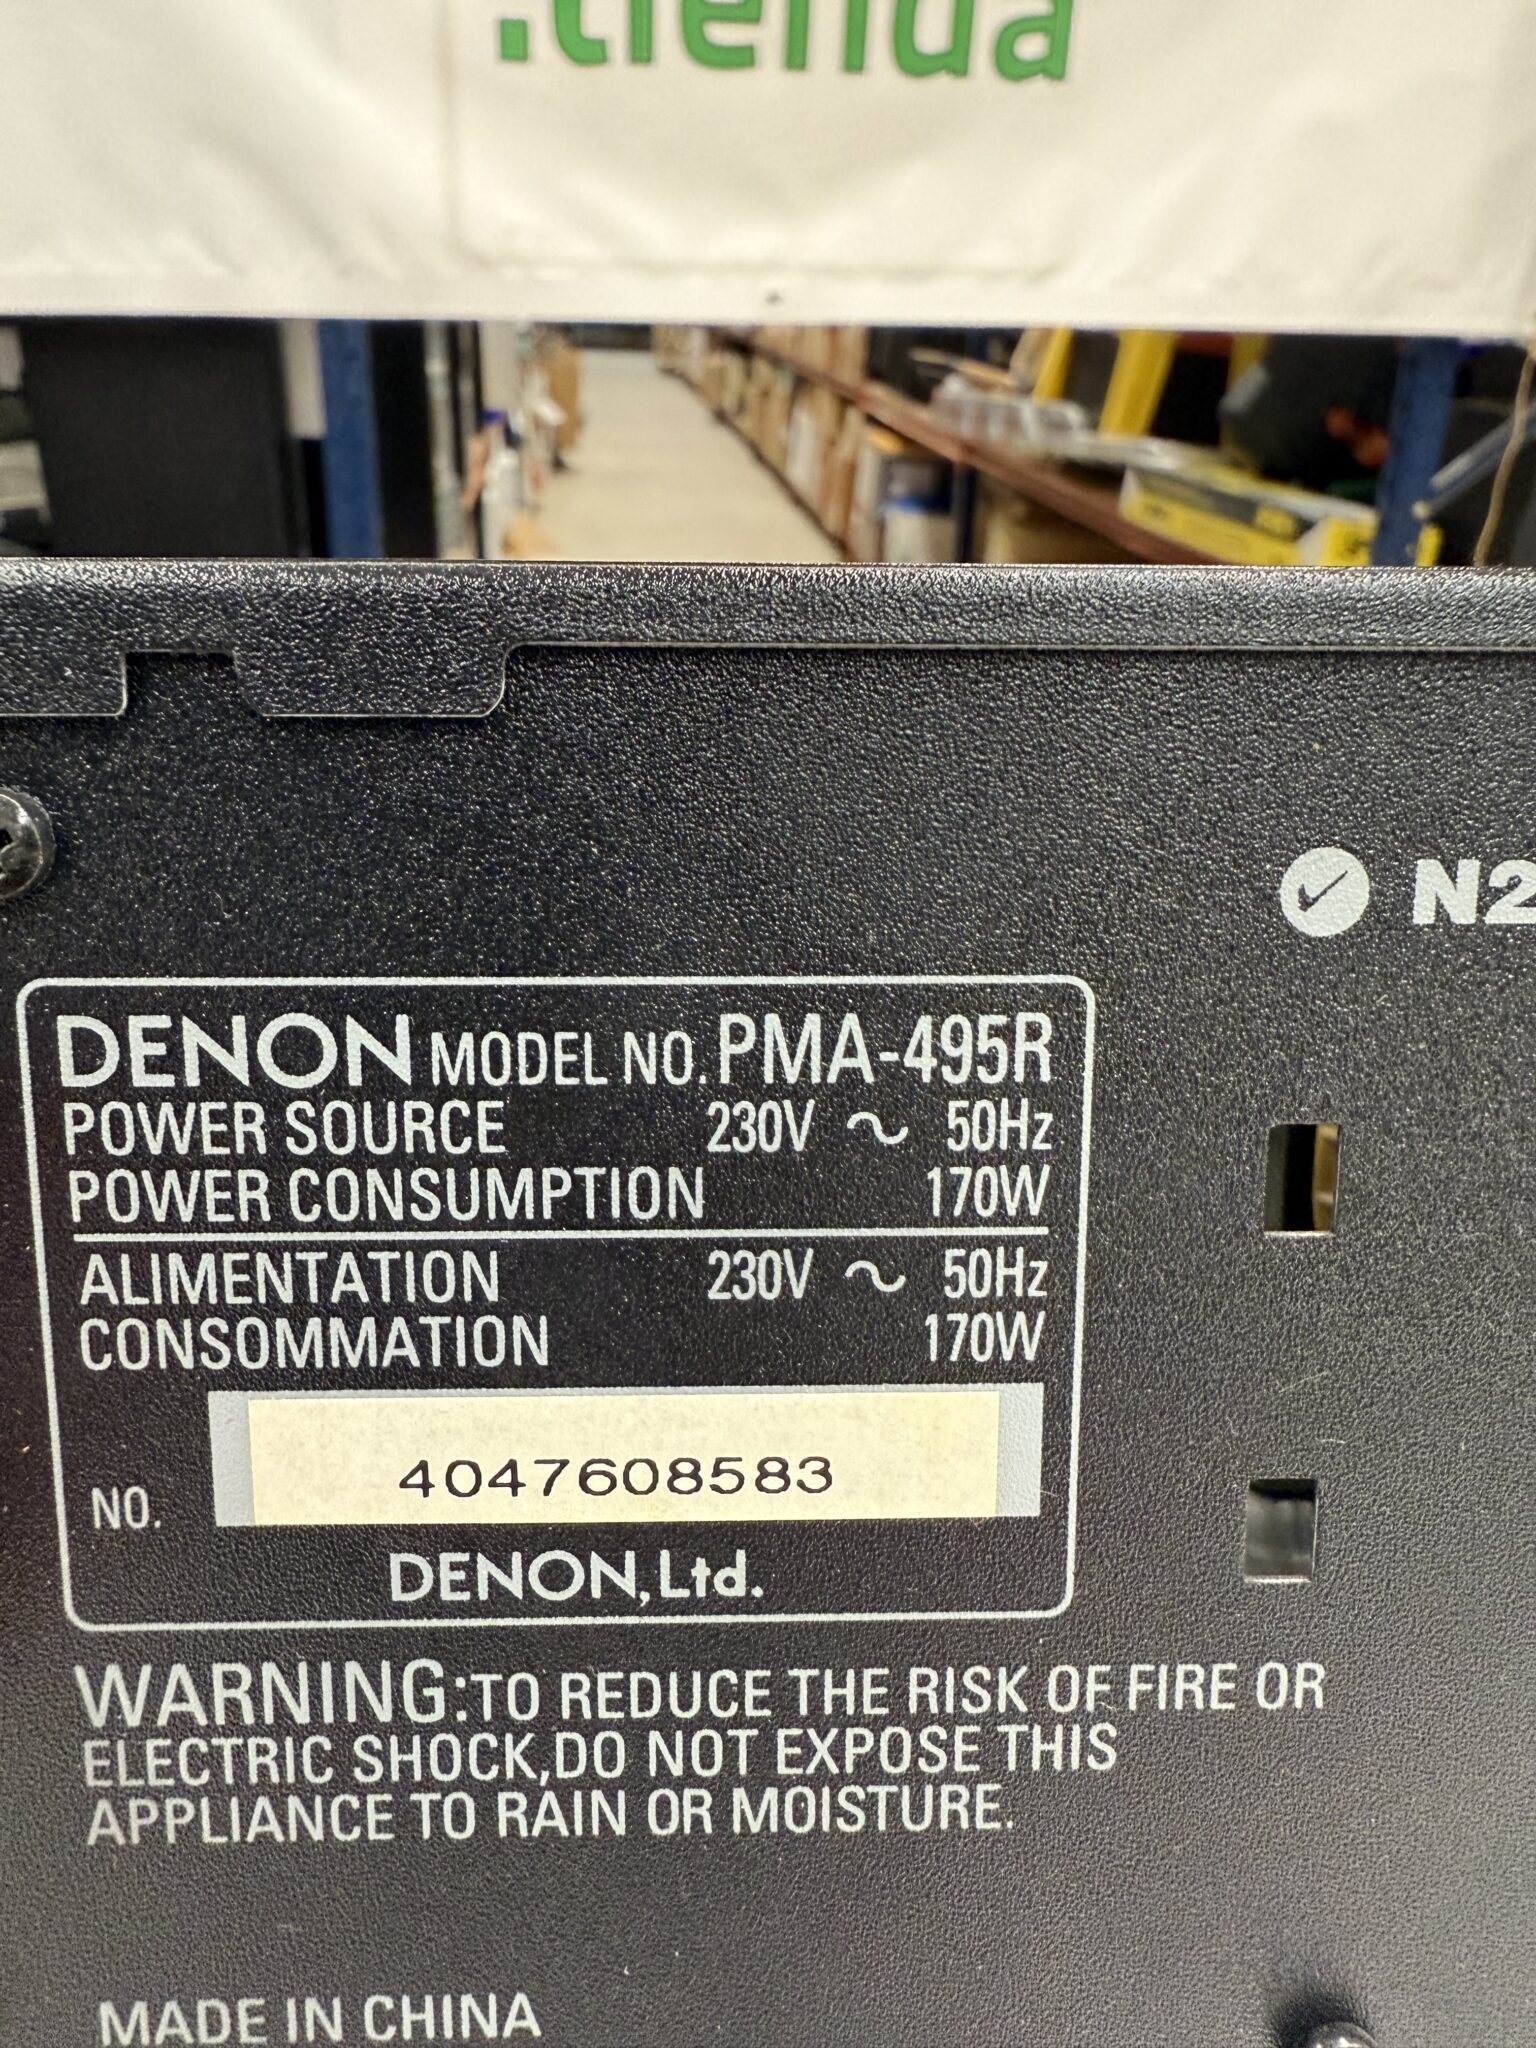 .tienda
N2
DENON MODEL NO. PMA-495R
POWER SOURCE 230V ~ 50Hz
POWER CONSUMPTION 170W
ALIMENTATION 230V ~ 50Hz
CONSOMMATION 170W
NO. 4047608583
DENON, Ltd.
WARNING:TO REDUCE THE RISK OF FIRE OR
ELECTRIC SHOCK,DO NOT EXPOSE THIS
APPLIANCE TO RAIN OR MOISTURE.
MADE IN CHINA